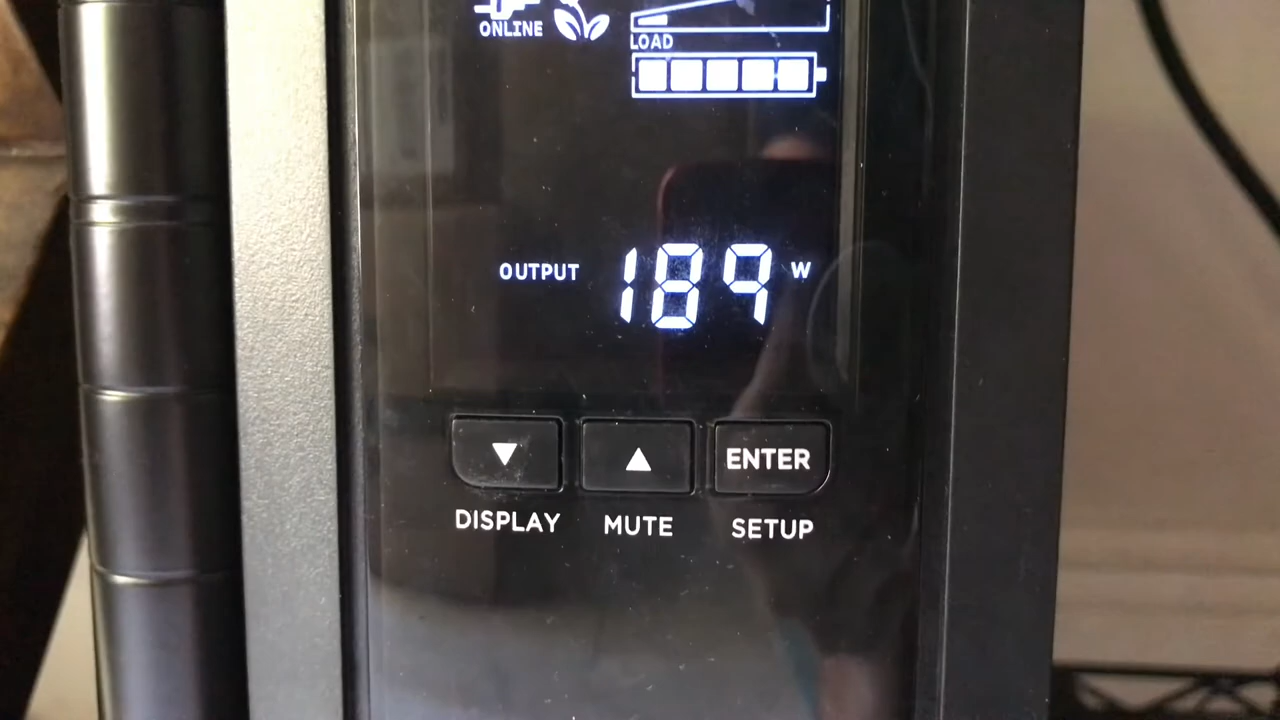 ONLINE
LOAD
OUTPUT 189 W
ENTER
DISPLAY MUTE SETUP